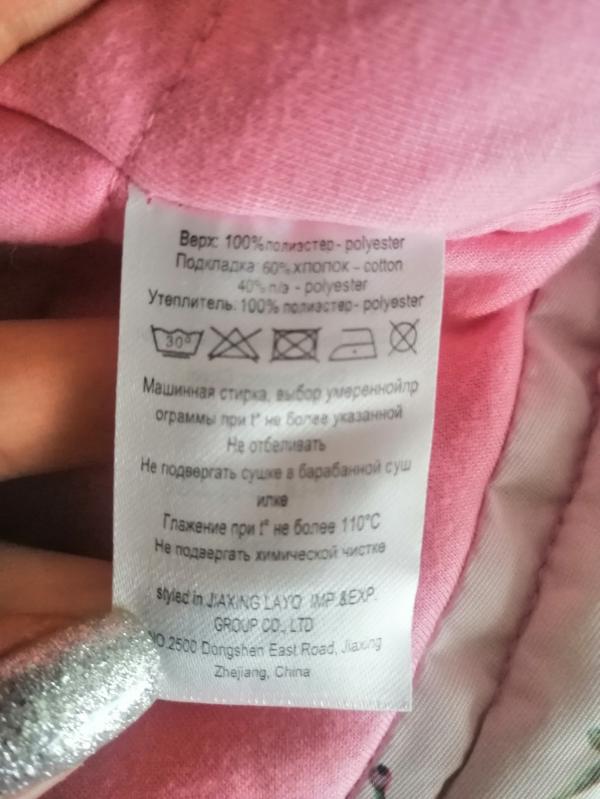 Верх: 100%полиэстер- polyester
Подкладка: 60% хлопок – cotton
40% п/э - polyester
Утеплитель: 100% полиэстер- polyester
30°
Машинная стирка, выбор умереннойпр
ограммы при t° не более указанной
Не отбеливать
Не подвергать сушке в барабанной суш
илке
Глажение при t° не более 110°C
Не подвергать химической чистке
styled in JIAXING LAYO IMP.&EXP.
GROUP CO., LTD
NO.2500 Dongshen East Road, Jiaxing
Zhejiang, China